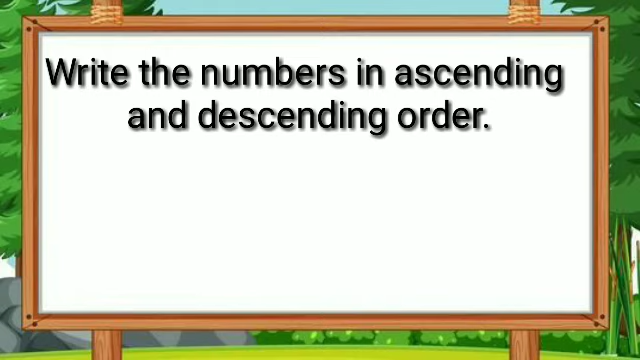 Write the numbers in ascending
and descending order.